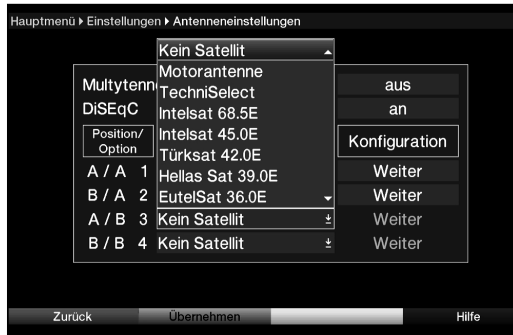 Hauptmenü ▸ Einstellungen ▸ Antenneneinstellungen
Kein Satellit
Motorantenne
Multytenn
TechniSelect
aus
DiSEqC
Intelsat 68.5E
an
Position/
Option
Intelsat 45.0E
Türksat 42.0E
Konfiguration
A / A 1
Hellas Sat 39.0E
Weiter
B / A 2
EutelSat 36.0E
Weiter
A / B 3 Kein Satellit Weiter
B / B 4 Kein Satellit Weiter
Zurück Übernehmen Hilfe